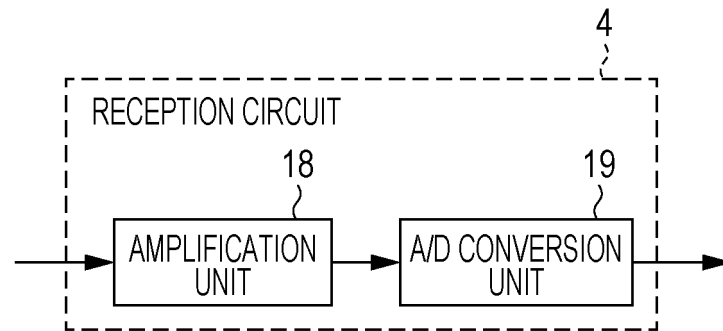 4
RECEPTION CIRCUIT
18
19
AMPLIFICATION
UNIT
A/D CONVERSION
UNIT